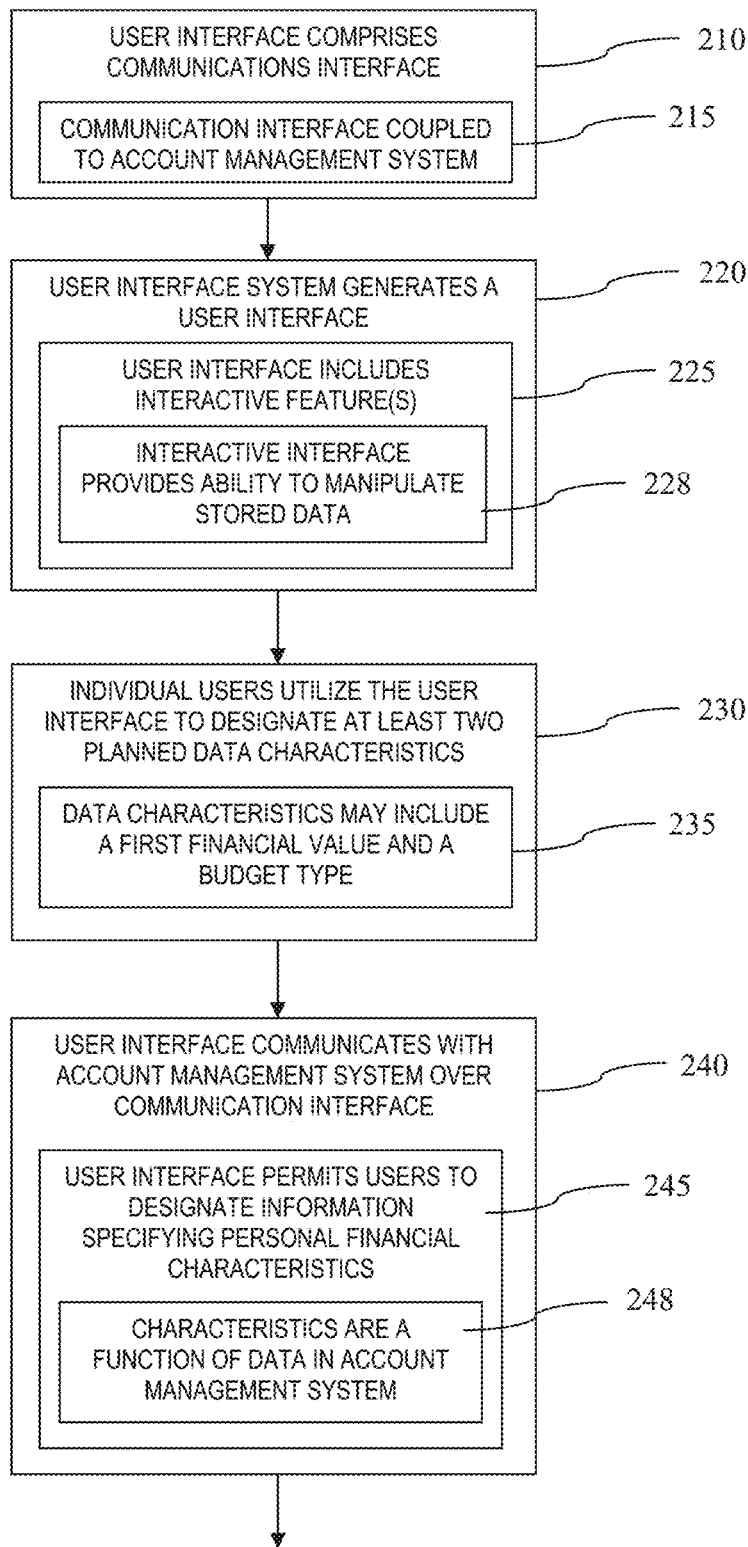 USER INTERFACE COMPRISES
COMMUNICATIONS INTERFACE
210
COMMUNICATION INTERFACE COUPLED
TO ACCOUNT MANAGEMENT SYSTEM
215
USER INTERFACE SYSTEM GENERATES A
USER INTERFACE
220
USER INTERFACE INCLUDES
INTERACTIVE FEATURE(S)
225
INTERACTIVE INTERFACE
PROVIDES ABILITY TO MANIPULATE
STORED DATA
228
INDIVIDUAL USERS UTILIZE THE USER
INTERFACE TO DESIGNATE AT LEAST TWO
PLANNED DATA CHARACTERISTICS
230
DATA CHARACTERISTICS MAY INCLUDE
A FIRST FINANCIAL VALUE AND A
BUDGET TYPE
235
USER INTERFACE COMMUNICATES WITH
ACCOUNT MANAGEMENT SYSTEM OVER
COMMUNICATION INTERFACE
240
USER INTERFACE PERMITS USERS TO
DESIGNATE INFORMATION
SPECIFYING PERSONAL FINANCIAL
CHARACTERISTICS
245
CHARACTERISTICS ARE A
FUNCTION OF DATA IN ACCOUNT
MANAGEMENT SYSTEM
248